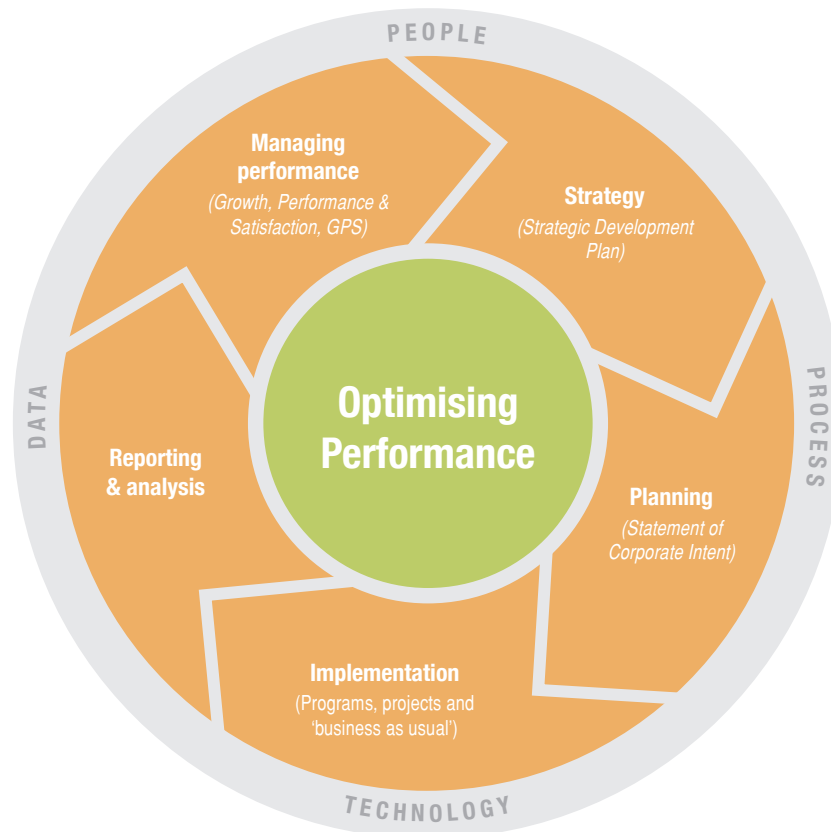 PEOPLE
Managing
performance
(Growth, Performance &
Satisfaction, GPS)
Strategy
(Strategic Development
Plan)
Optimising
Performance
DATA
PROCESS
Reporting
& analysis
Planning
(Statement of
Corporate Intent)
Implementation
(Programs, projects and
‘business as usual’)
TECHNOLOGY